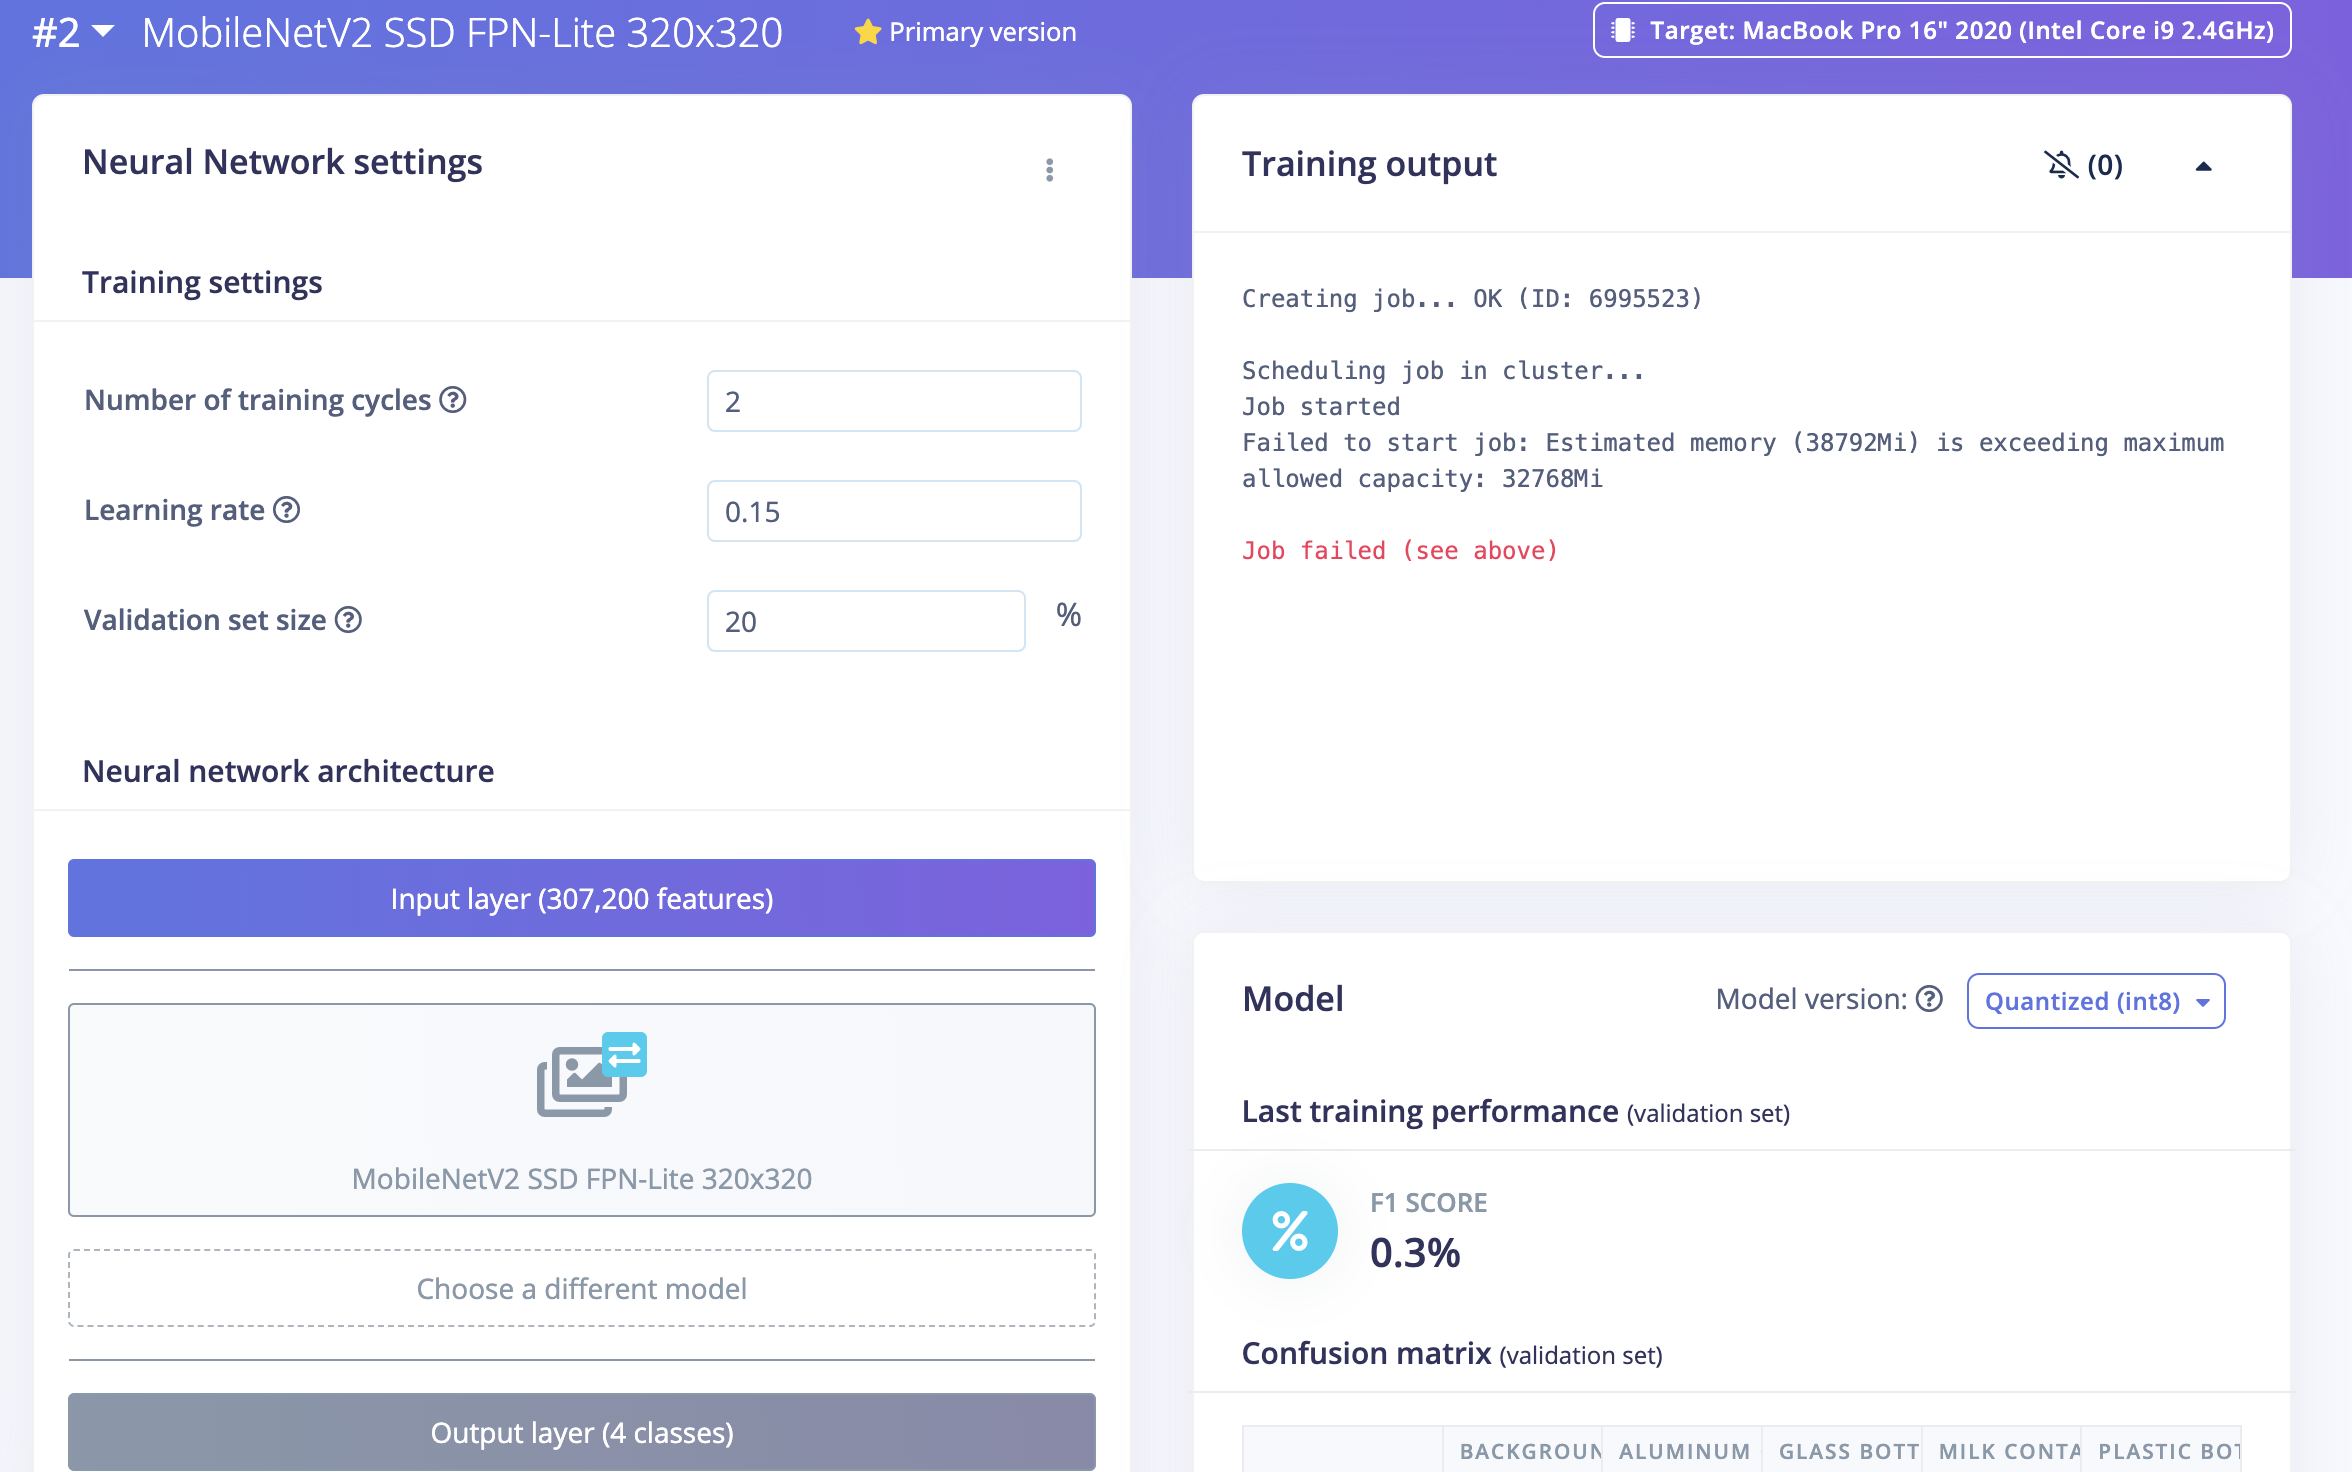 #2 MobileNetV2 SSD FPN-Lite 320x320
Primary version
Target: MacBook Pro 16" 2020 (Intel Core i9 2.4GHz)
Neural Network settings
Training settings
Number of training cycles ?
2
Learning rate ?
0.15
Validation set size ?
20
%
Neural network architecture
Input layer (307,200 features)
MobileNetV2 SSD FPN-Lite 320x320
Choose a different model
Output layer (4 classes)
Training output
(0)
Creating job... OK (ID: 6995523)
Scheduling job in cluster...
Job started
Failed to start job: Estimated memory (38792Mi) is exceeding maximum
allowed capacity: 32768Mi
Job failed (see above)
Model
Model version: ?
Quantized (int8)
Last training performance (validation set)
%
F1 SCORE
0.3%
Confusion matrix (validation set)
BACKGROUN ALUMINUM GLASS BOTT MILK CONTA PLASTIC BOT